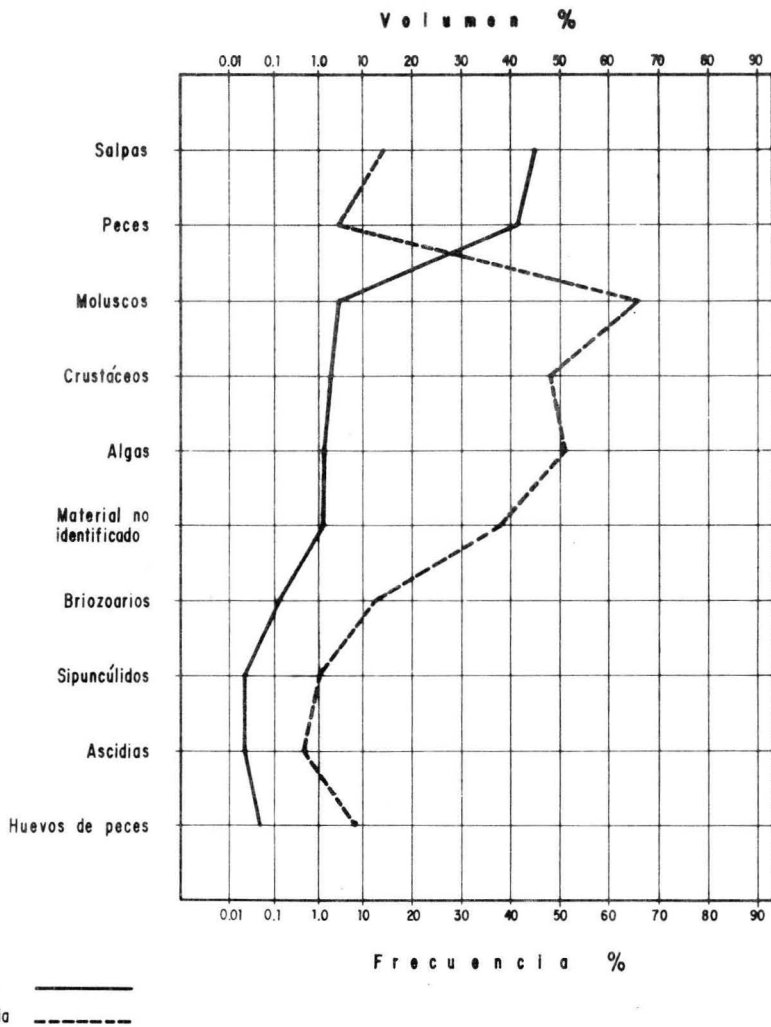 Volumen %
0.01 0.1 1.0 10 20 30 40 50 60 70 80 90
Salpas
Peces
Moluscos
Crustáceos
Algas
Material no
identificado
Briozoarios
Sipuncúlidos
Ascidias
Huevos de peces
0.01 0.1 1.0 10 20 30 40 50 60 70 80 90
Frecuencia %
ia